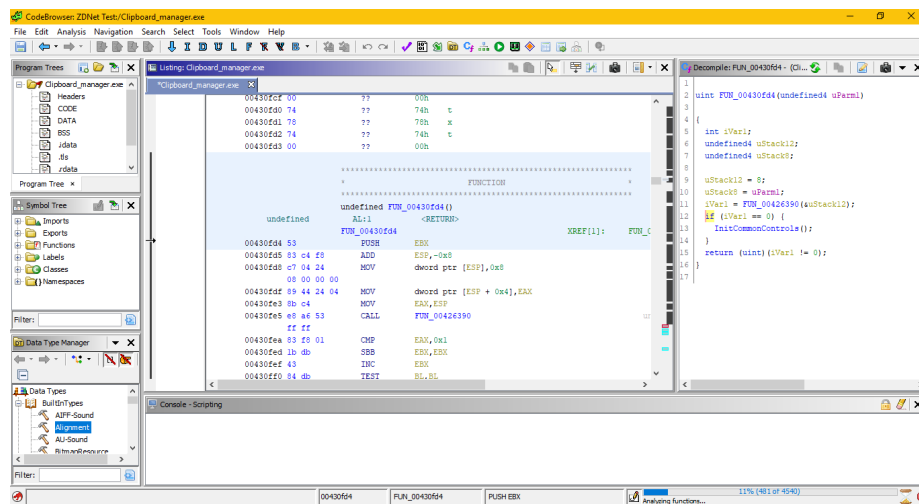 CodeBrowser: ZDNet Test:/Clipboard_manager.exe
File Edit Analysis Navigation Search Select Tools Window Help
Program Trees
Clipboard_manager.exe
Headers
CODE
DATA
BSS
.idata
.tls
.rdata
Program Tree ×
Symbol Tree
Imports
Exports
Functions
Labels
Classes
Namespaces
Filter:
Data Type Manager
Data Types
BuiltInTypes
AIFF-Sound
Alignment
AU-Sound
BitmapResource
Filter:
Listing: Clipboard_manager.exe
*Clipboard_manager.exe
00430fcf 00 ?? 00h
00430fd0 74 ?? 74h t
00430fd1 78 ?? 78h x
00430fd2 74 ?? 74h t
00430fd3 00 ?? 00h
* FUNCTION *
undefined FUN_00430fd4()
undefined AL:1 <RETURN>
FUN_00430fd4 XREF[1]: FUN_0
00430fd4 53 PUSH EBX
00430fd5 83 c4 f8 ADD ESP,-0x8
00430fd8 c7 04 24 MOV dword ptr [ESP],0x8
08 00 00 00
00430fdf 89 44 24 04 MOV dword ptr [ESP + 0x4],EAX
00430fe3 8b c4 MOV EAX,ESP
00430fe5 e8 a6 53 CALL FUN_00426390
ff ff
00430fea 83 f8 01 CMP EAX,0x1
00430fed 1b db SBB EBX,EBX
00430fef 43 INC EBX
00430ff0 84 db TEST BL,BL
Decompile: FUN_00430fd4 - (Cli...
1
2 uint FUN_00430fd4(undefined4 uParm1)
3
4 {
5 int iVar1;
6 undefined4 uStack12;
7 undefined4 uStack8;
8
9 uStack12 = 8;
10 uStack8 = uParm1;
11 iVar1 = FUN_00426390(&uStack12);
12 if (iVar1 == 0) {
13 InitCommonControls();
14 }
15 return (uint)(iVar1 != 0);
16 }
17
Console - Scripting
00430fd4 FUN_00430fd4 PUSH EBX
11% (481 of 4540)
Analyzing functions...